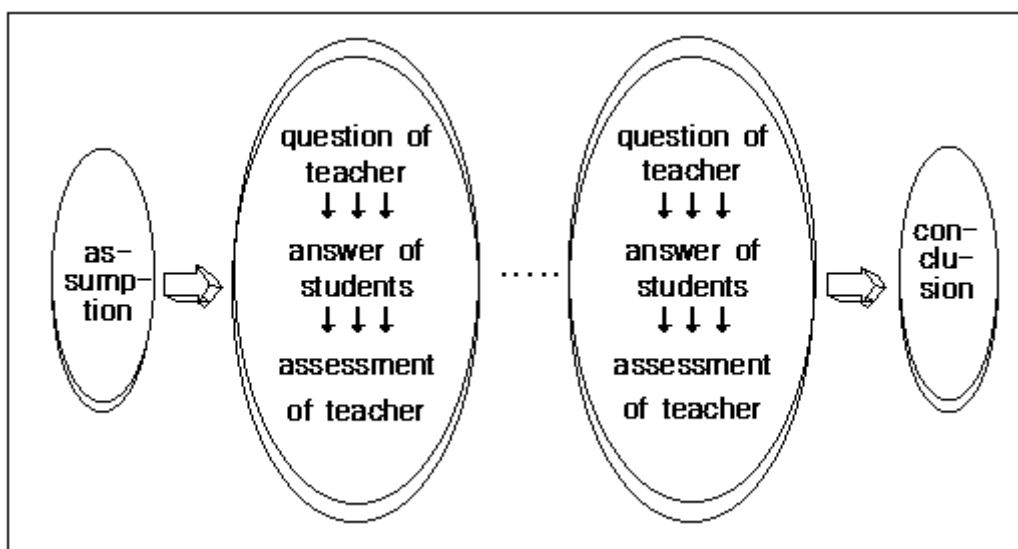 as-
sump-
tion
question of
teacher
answer of
students
assessment
of teacher
.....
question of
teacher
answer of
students
assessment
of teacher
con-
clu-
sion